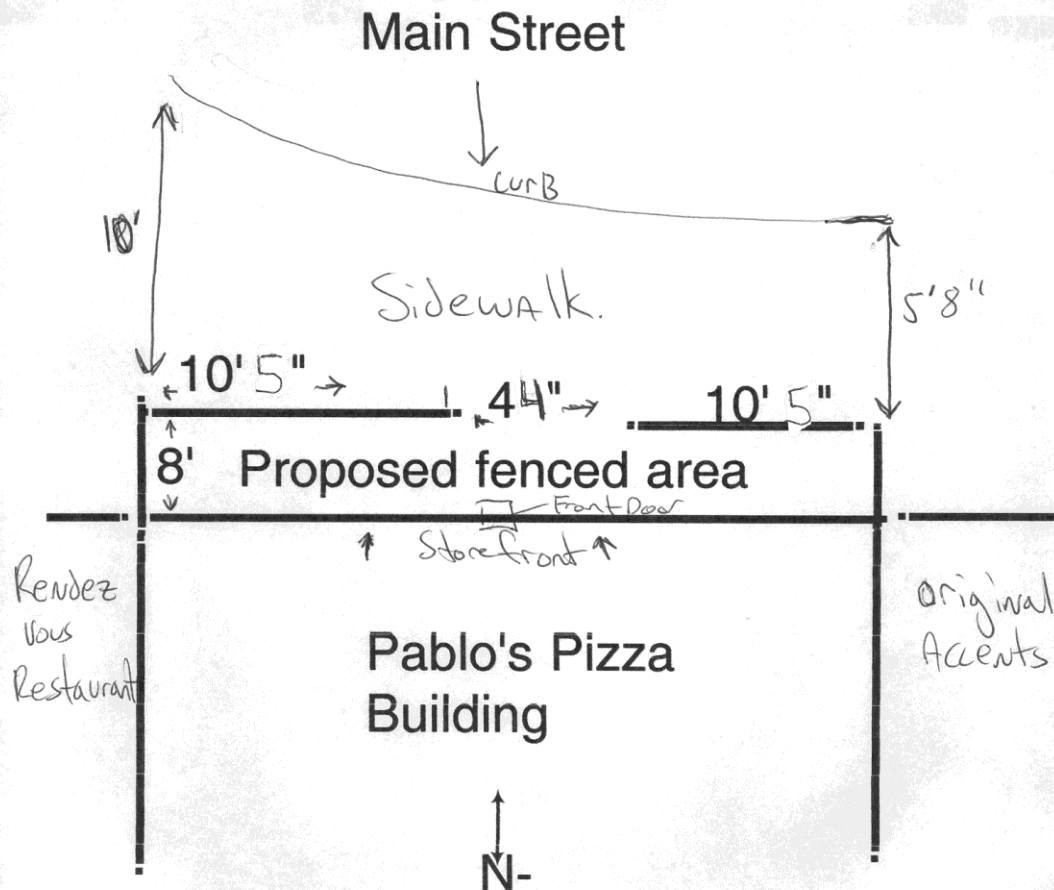 Main Street
curB
10'
Sidewalk.
5'8"
10' 5"
44"
10' 5"
8'
Proposed fenced area
Front Door
Storefront
Rendez
vous
Restaurant
original
Accents
Pablo's Pizza
Building
N-